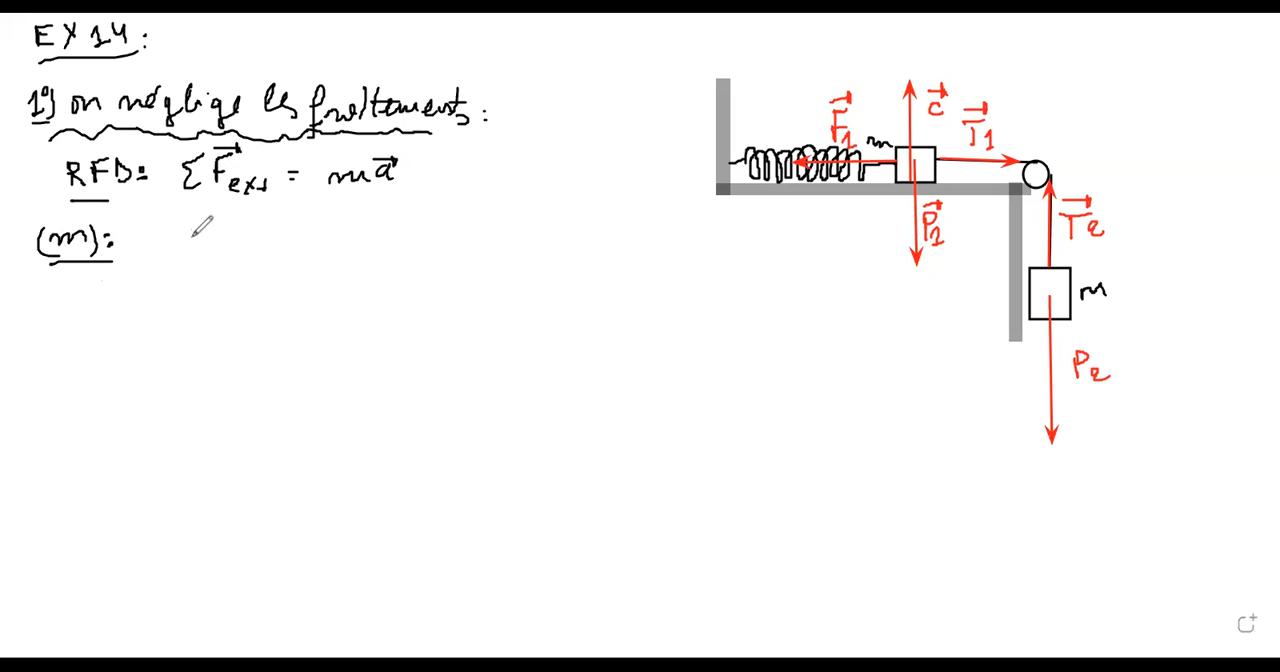 EX 14:
1°) on néglige les frottements:
RFD: Σ F⃗ext = m a⃗
(m):
F⃗1
m
C⃗
T⃗1
P⃗1
T⃗2
m
P2